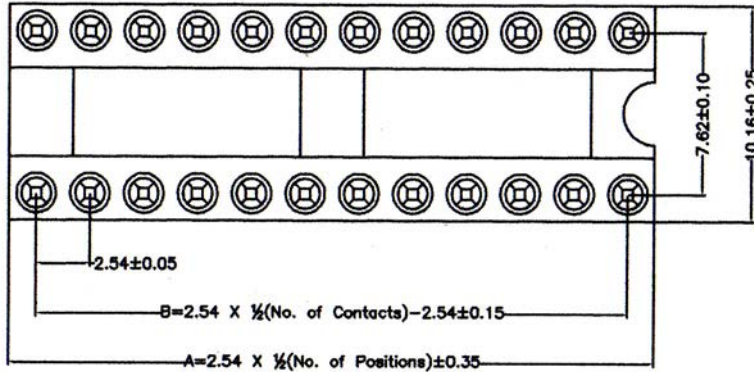 7.62±0.10
10.16±0.25
2.54±0.05
B=2.54 X ½(No. of Contacts)-2.54±0.15
A=2.54 X ½(No. of Positions)±0.35